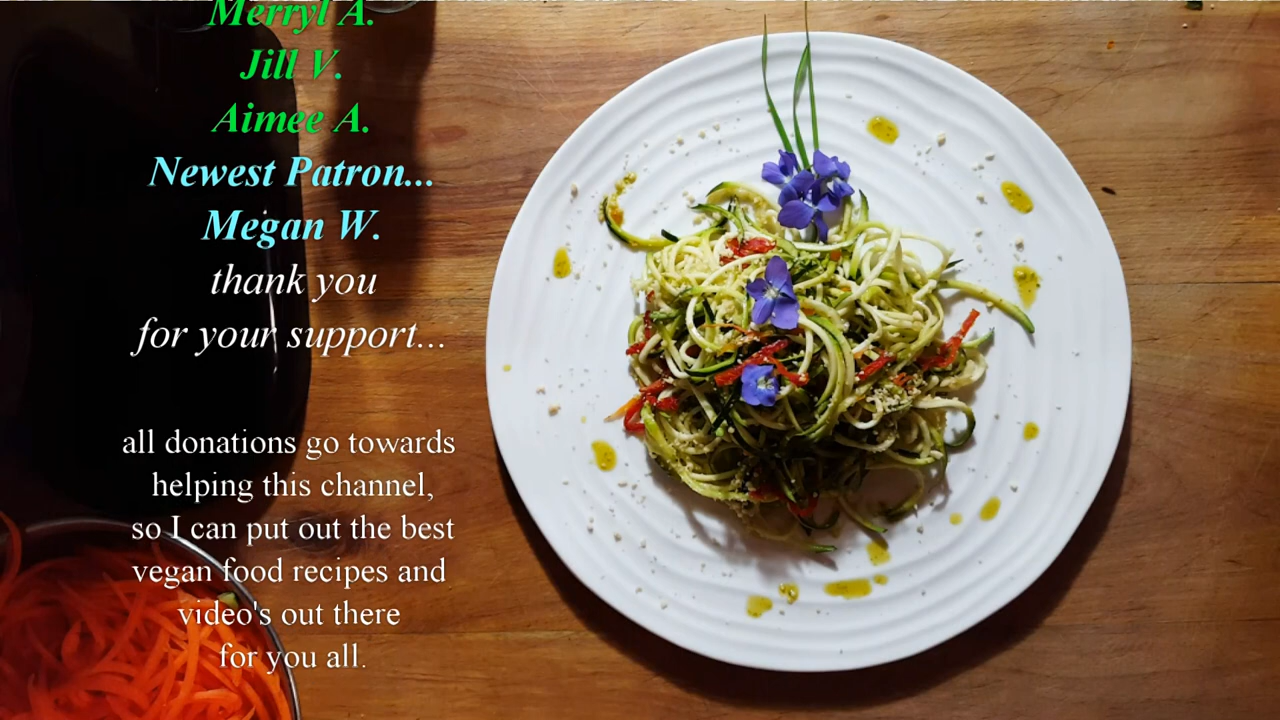 Merryl A.
Jill V.
Aimee A.
Newest Patron...
Megan W.
thank you
for your support...
all donations go towards
helping this channel,
so I can put out the best
vegan food recipes and
video's out there
for you all.